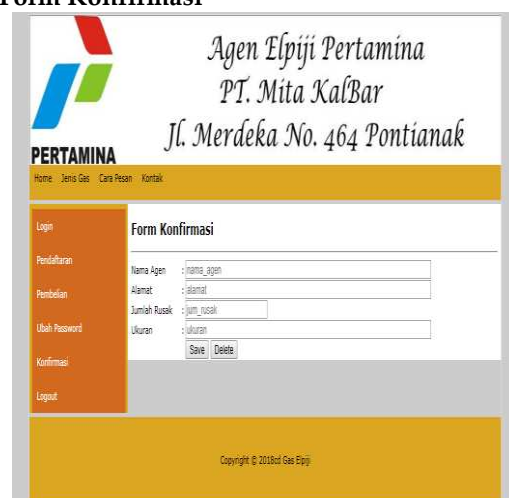 Form Konfirmasi
Agen Elpiji Pertamina
PT. Mita KalBar
Jl. Merdeka No. 464 Pontianak
PERTAMINA
Home Jenis Gas Cara Pesan Kontak
Login
Pendaftaran
Pembelian
Ubah Password
Konfirmasi
Logout
Form Konfirmasi
Nama Agen : nama_agen
Alamat : alamat
Jumlah Rusak : jum_rusak
Ukuran : ukuran
Save Delete
Copyright © 2018cd Gas Elpiji